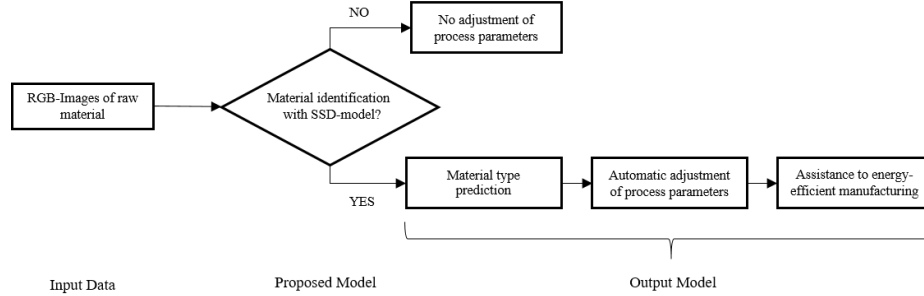 NO
No adjustment of
process parameters
RGB-Images of raw
material
Material identification
with SSD-model?
YES
Material type
prediction
Automatic adjustment
of process parameters
Assistance to energy-
efficient manufacturing
Input Data
Proposed Model
Output Model